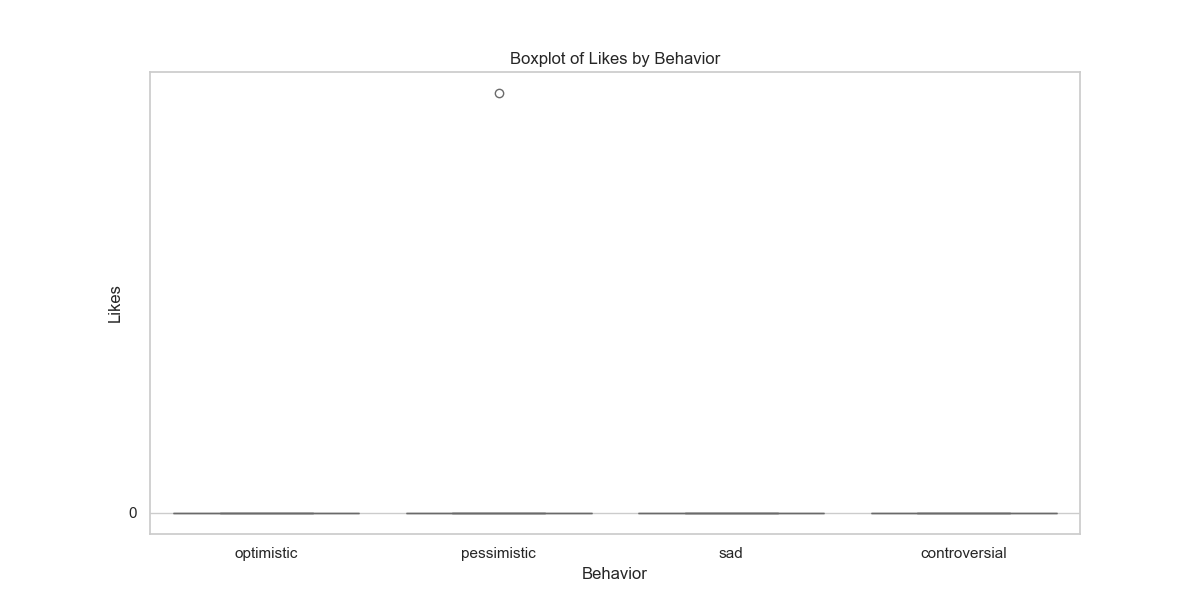 Boxplot of Likes by Behavior
Likes
0
optimistic pessimistic sad controversial
Behavior